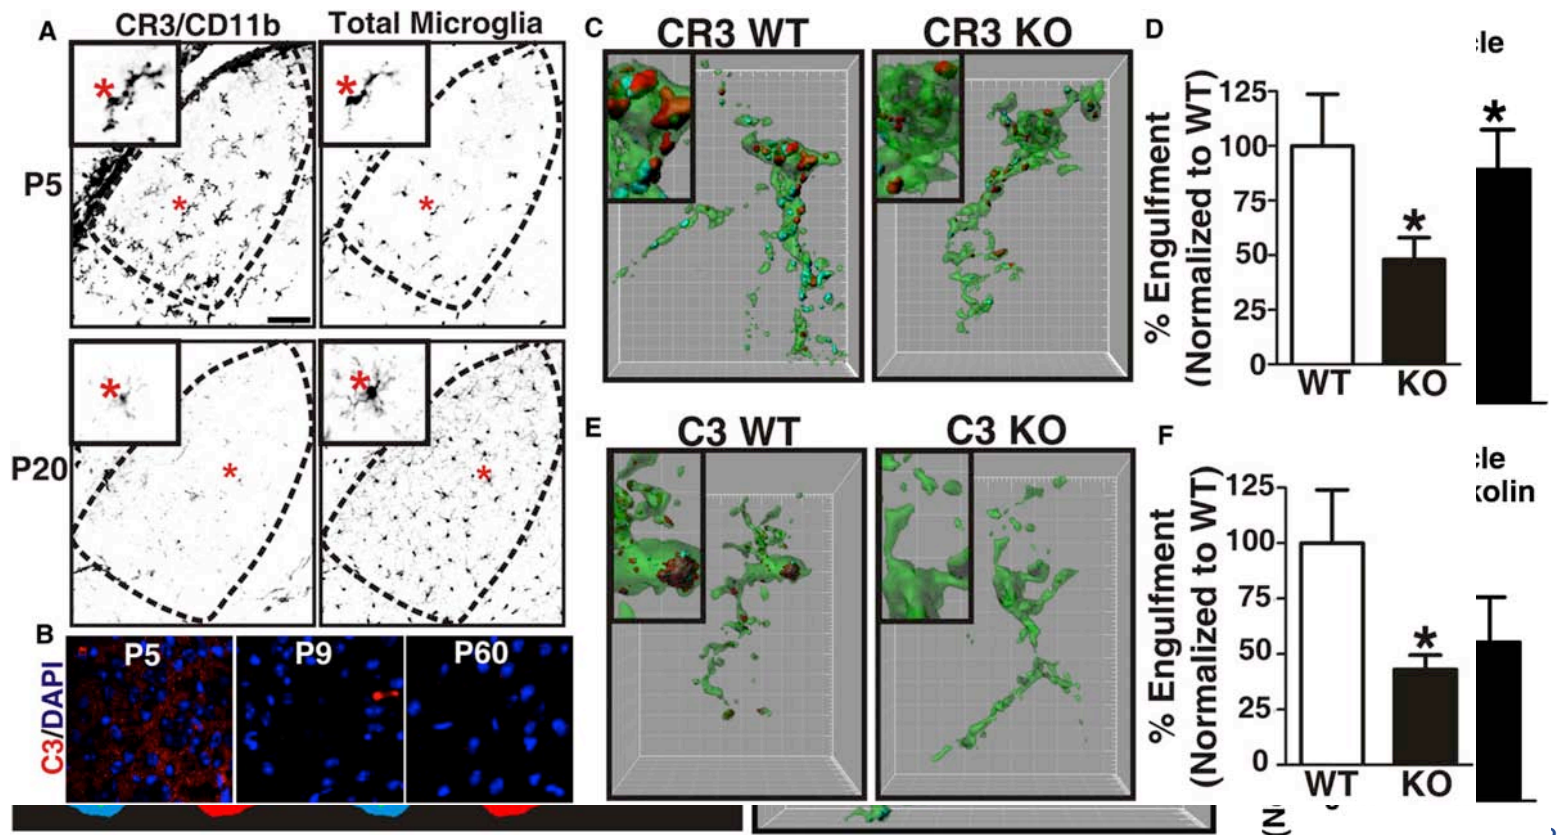 A
CR3/CD11b
Total Microglia
P5
P20
B
P5
P9
P60
C3/DAPI
C
CR3 WT
CR3 KO
D
% Engulfment
(Normalized to WT)
125
100
75
50
25
0
*
WT
KO
cle
*
E
C3 WT
C3 KO
F
% Engulfment
(Normalized to WT)
125
100
75
50
25
0
*
WT
KO
cle
kolin
(N